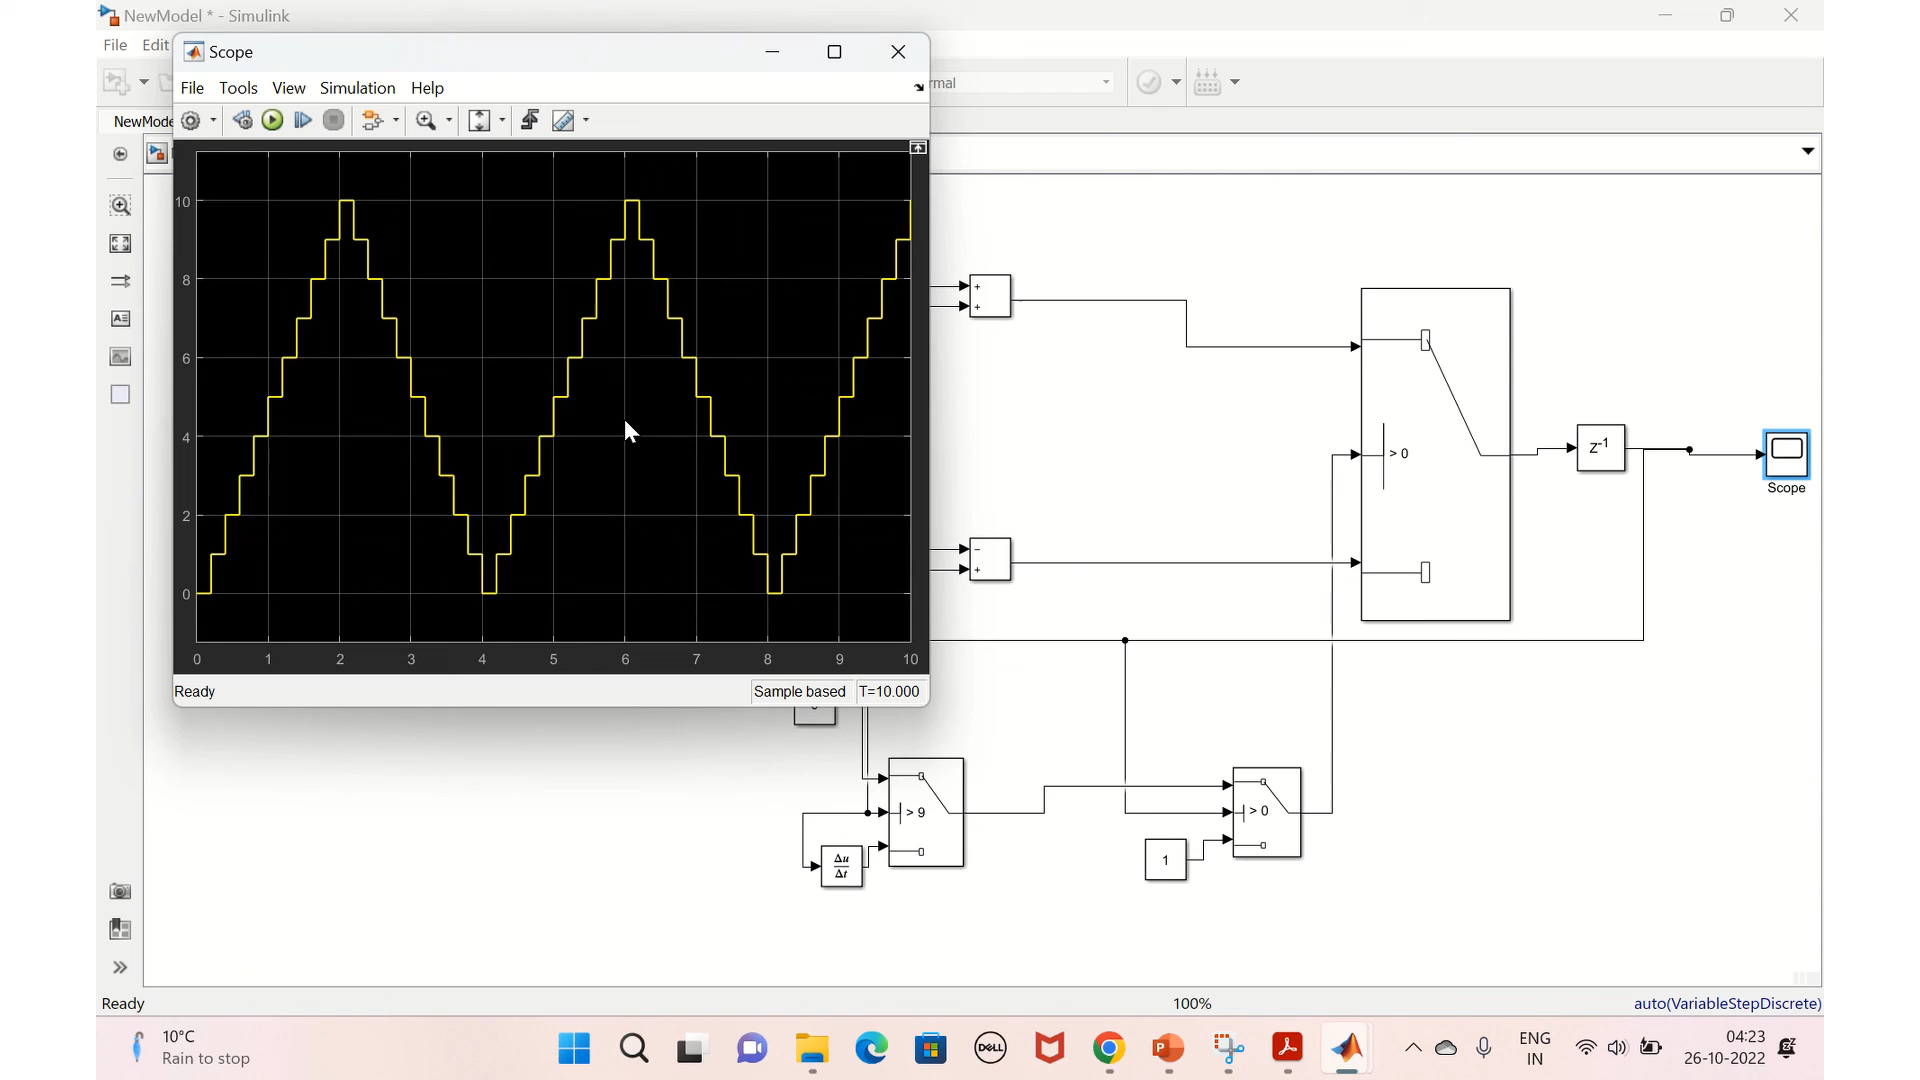 NewModel * - Simulink
File Edit
Scope
File Tools View Simulation Help
rmal
NewMode
10
8
6
4
2
0
0 1 2 3 4 5 6 7 8 9 10
Ready
Sample based
T=10.000
+
+
−
+
> 0
Z-1
Scope
> 9
Δu
Δt
> 0
1
Ready
100%
auto(VariableStepDiscrete)
10°C
Rain to stop
DELL
ENG
IN
04:23
26-10-2022